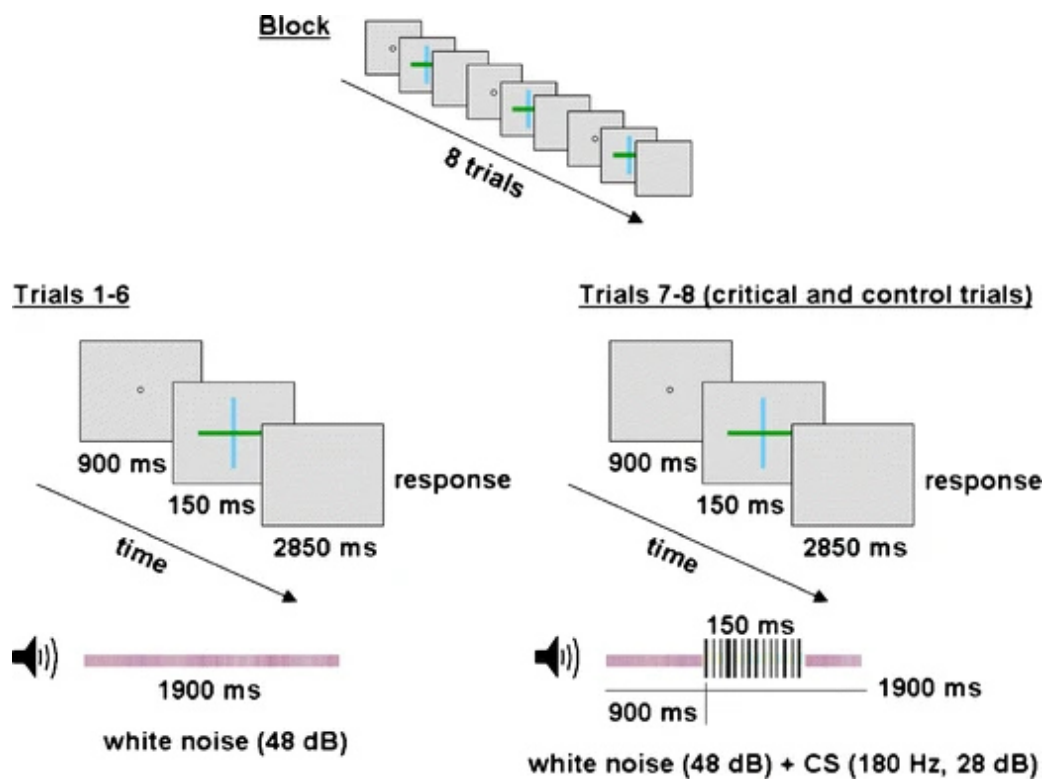 Block
8 trials
Trials 1-6
900 ms
150 ms
2850 ms
response
time
1900 ms
white noise (48 dB)
Trials 7-8 (critical and control trials)
900 ms
150 ms
2850 ms
response
time
150 ms
1900 ms
900 ms
white noise (48 dB) + CS (180 Hz, 28 dB)